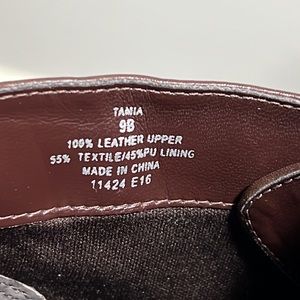 TAMIA
9B
100% LEATHER UPPER
55% TEXTILE/45%PU LINING
MADE IN CHINA
11424 E16